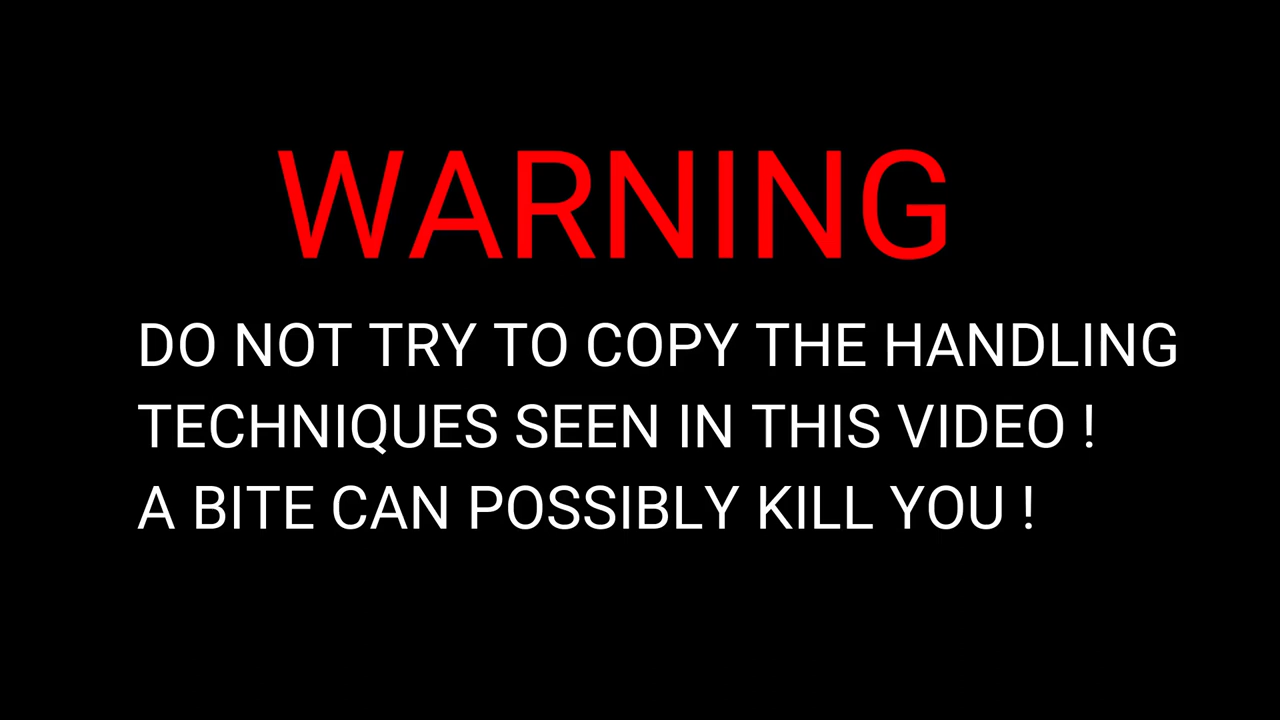 WARNING
DO NOT TRY TO COPY THE HANDLING
TECHNIQUES SEEN IN THIS VIDEO !
A BITE CAN POSSIBLY KILL YOU !